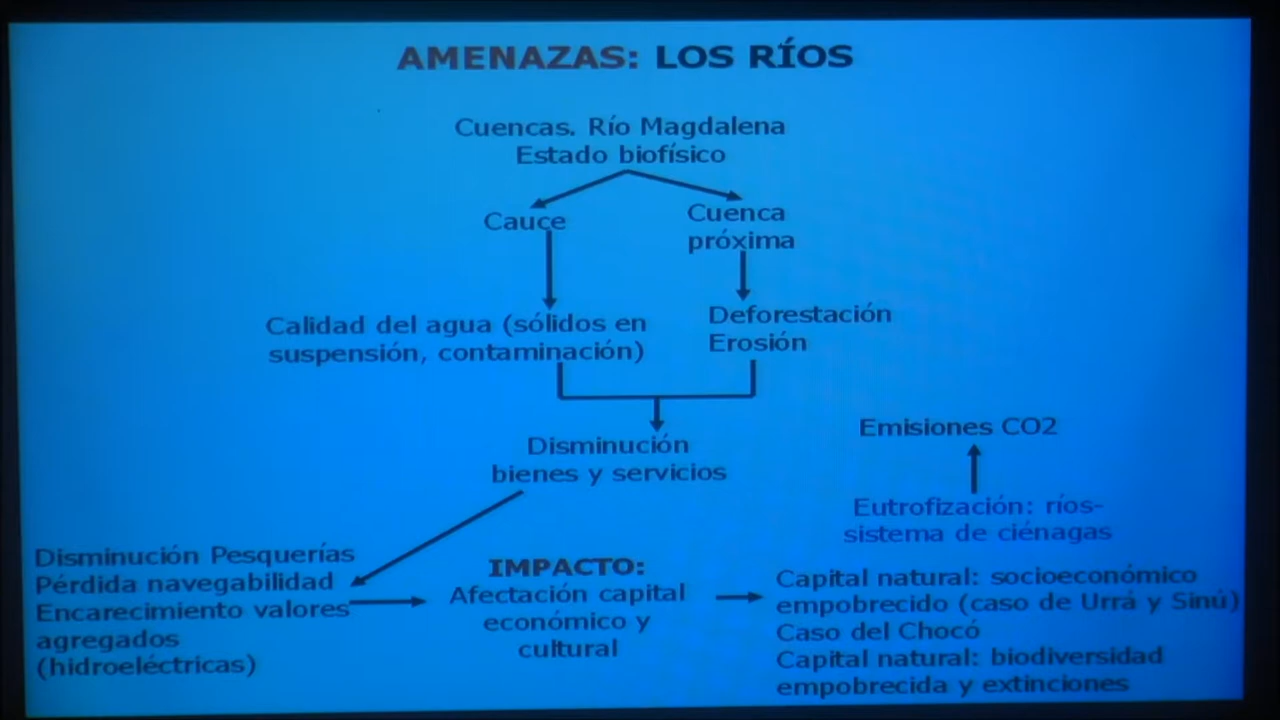 AMENAZAS: LOS RÍOS
Cuencas. Río Magdalena
Estado biofísico
Cauce
Cuenca
próxima
Calidad del agua (sólidos en
suspensión, contaminación)
Deforestación
Erosión
Disminución
bienes y servicios
Emisiones CO2
Eutrofización: ríos-
sistema de ciénagas
Disminución Pesquerías
Pérdida navegabilidad
Encarecimiento valores
agregados
(hidroeléctricas)
IMPACTO:
Afectación capital
económico y
cultural
Capital natural: socioeconómico
empobrecido (caso de Urrá y Sinú)
Caso del Chocó
Capital natural: biodiversidad
empobrecida y extinciones